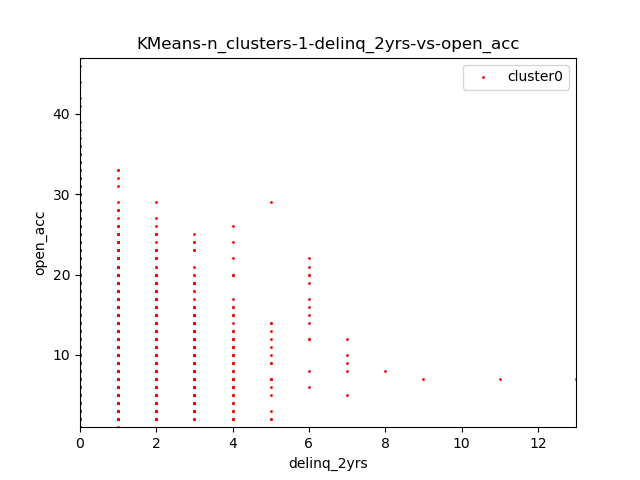 KMeans-n_clusters-1-delinq_2yrs-vs-open_acc
cluster0
40
30
20
10
open_acc
0 2 4 6 8 10 12
delinq_2yrs